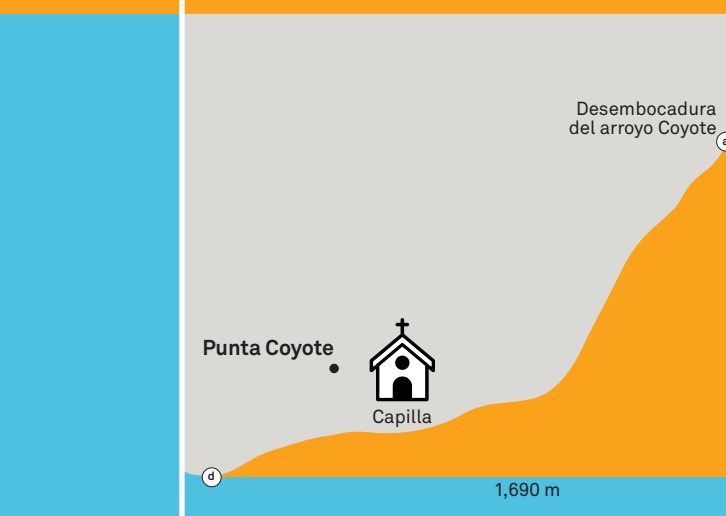 Desembocadura
del arroyo Coyote
a
Punta Coyote
Capilla
d
1,690 m